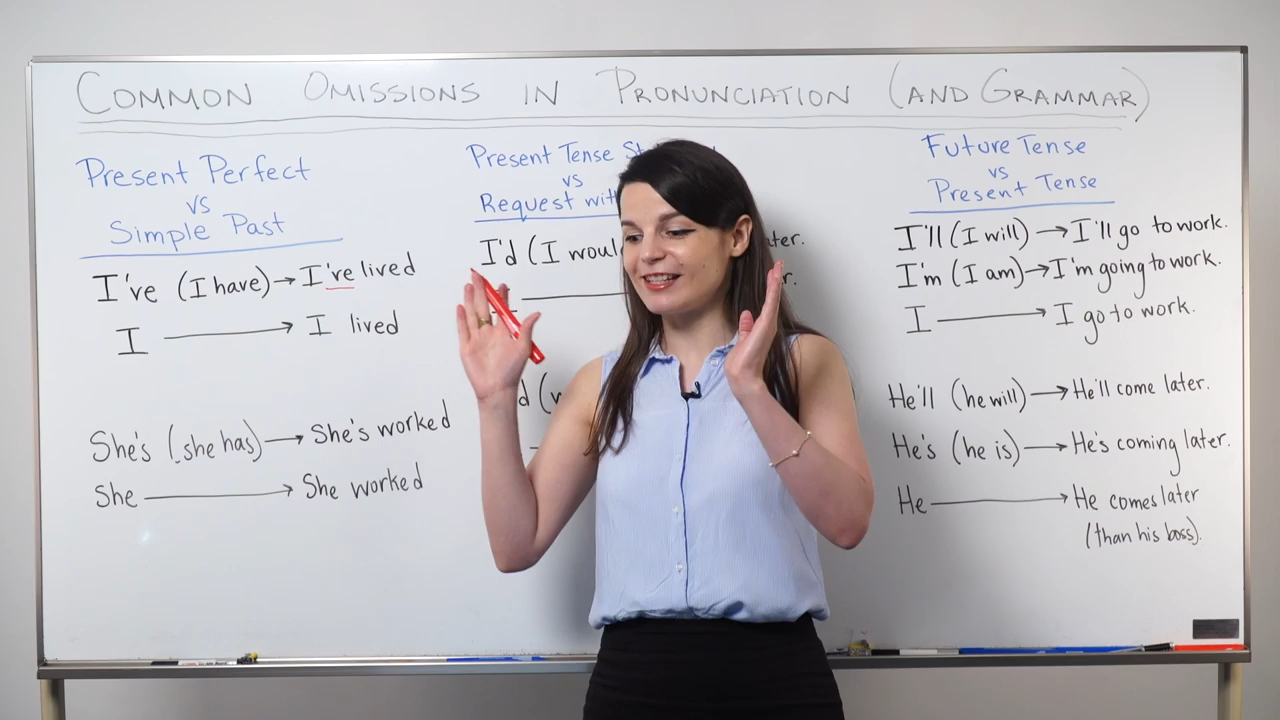 COMMON OMISSIONS IN PRONUNCIATION (AND GRAMMAR)
Present Perfect
vs
Simple Past
I've (I have)→I've lived
I → I lived
She's (she has)→She's worked
She → She worked
Present Tense
vs
Request
I'd (I
Future Tense
vs
Present Tense
I'll (I will)→I'll go to work.
I'm (I am)→I'm going to work.
I → I go to work.
He'll (he will)→He'll come later.
He's (he is)→He's coming later.
He → He comes later
(than his boss).